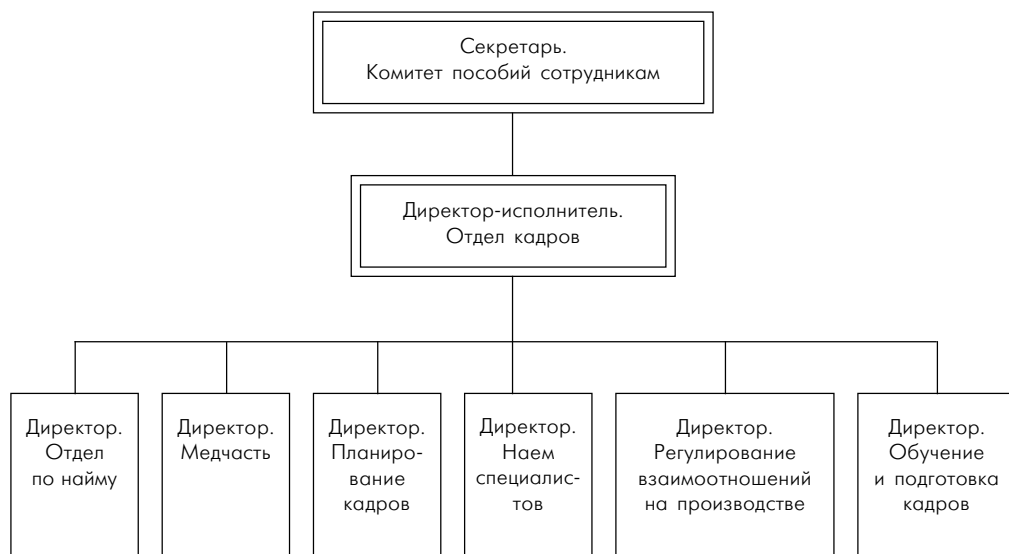 Секретарь.
Комитет пособий сотрудникам
Директор-исполнитель.
Отдел кадров
Директор.
Отдел
по найму
Директор.
Медчасть
Директор.
Планиро-
вание
кадров
Директор.
Наем
специалис-
тов
Директор.
Регулирование
взаимоотношений
на производстве
Директор.
Обучение
и подготовка
кадров